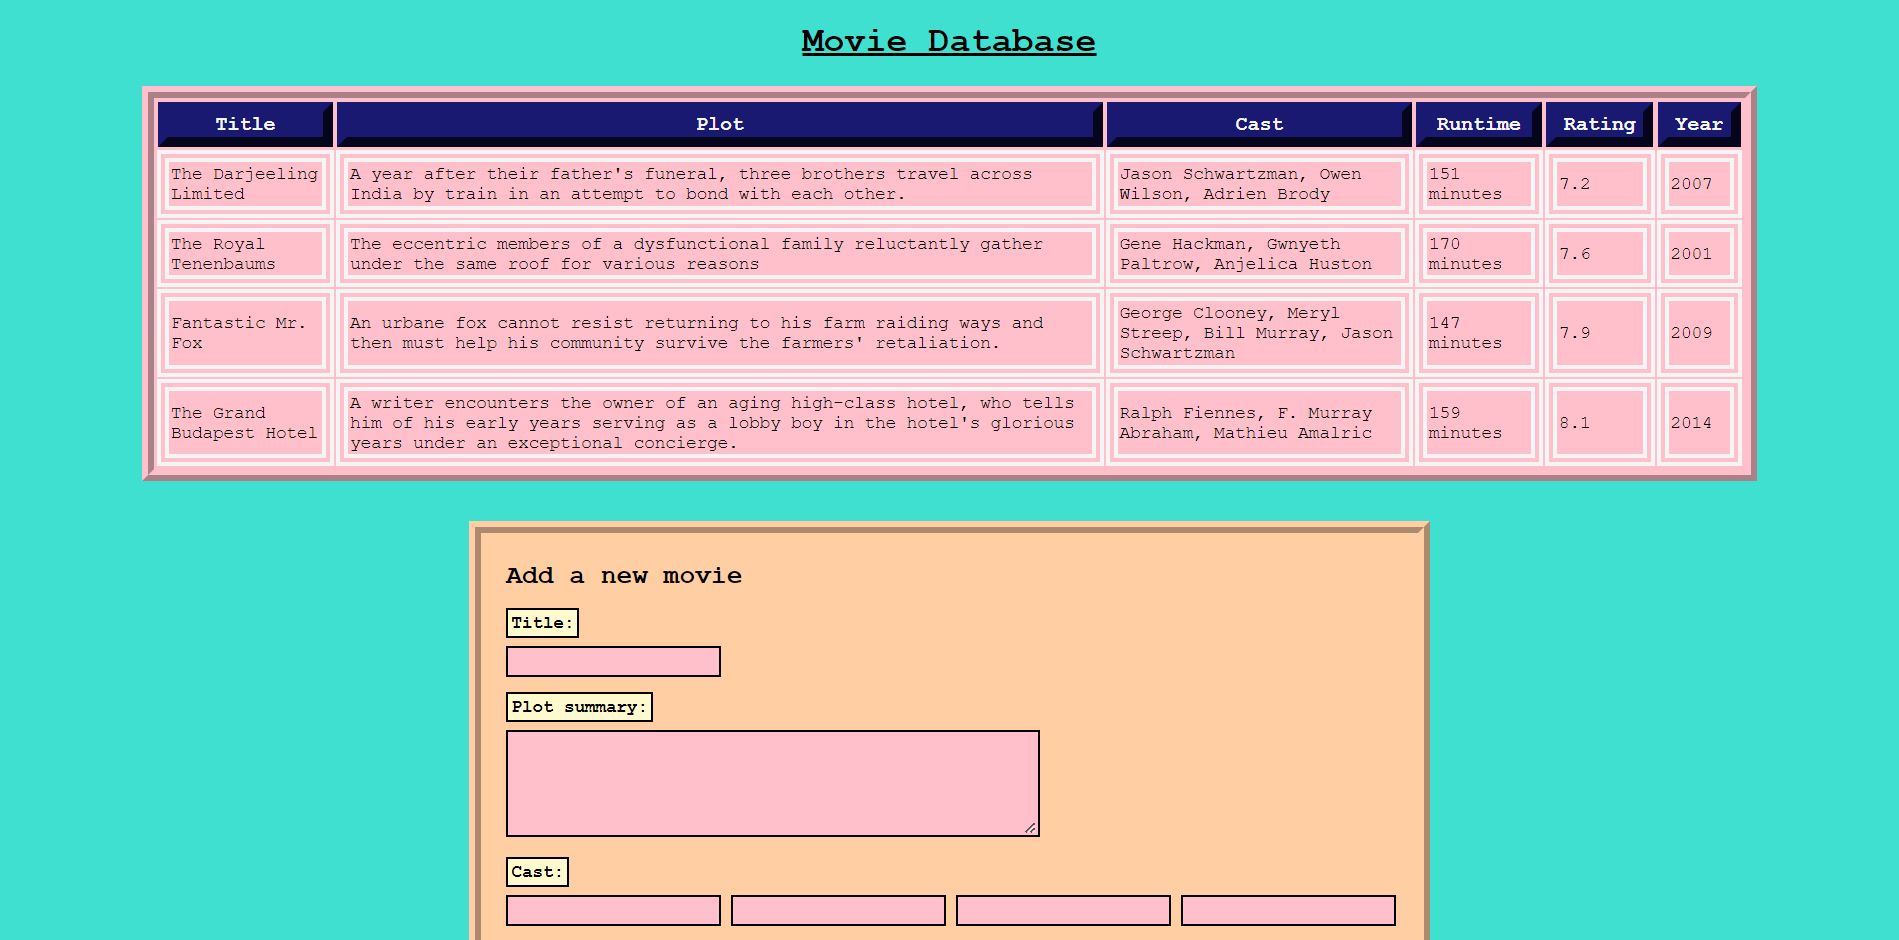 Movie Database
Title Plot Cast Runtime Rating Year
The Darjeeling Limited
A year after their father's funeral, three brothers travel across
India by train in an attempt to bond with each other.
Jason Schwartzman, Owen
Wilson, Adrien Brody
151
minutes
7.2
2007
The Royal
Tenenbaums
The eccentric members of a dysfunctional family reluctantly gather
under the same roof for various reasons
Gene Hackman, Gwnyeth
Paltrow, Anjelica Huston
170
minutes
7.6
2001
Fantastic Mr.
Fox
An urbane fox cannot resist returning to his farm raiding ways and
then must help his community survive the farmers' retaliation.
George Clooney, Meryl
Streep, Bill Murray, Jason
Schwartzman
147
minutes
7.9
2009
The Grand
Budapest Hotel
A writer encounters the owner of an aging high-class hotel, who tells
him of his early years serving as a lobby boy in the hotel's glorious
years under an exceptional concierge.
Ralph Fiennes, F. Murray
Abraham, Mathieu Amalric
159
minutes
8.1
2014
Add a new movie
Title:
Plot summary:
Cast: